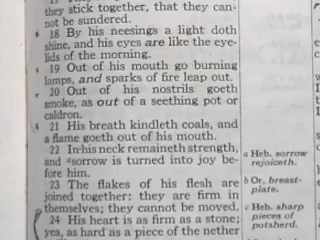 they stick together, that they can-
not be sundered.
18 By his neesings a light doth
shine, and his eyes are like the eye-
lids of the morning.
19 Out of his mouth go burning
lamps, and sparks of fire leap out.
20 Out of his nostrils goeth
smoke, as out of a seething pot or
caldron.
21 His breath kindleth coals, and
a flame goeth out of his mouth.
22 In his neck remaineth strength,
and a sorrow is turned into joy be-
fore him.
23 The flakes of his flesh are
joined together: they are firm in
themselves; they cannot be moved.
24 His heart is as firm as a stone;
yea, as hard as a piece of the nether
a Heb. sorrow
rejoiceth.
b Or, breast-
plate.
c Heb. sharp
pieces of
potsherd.